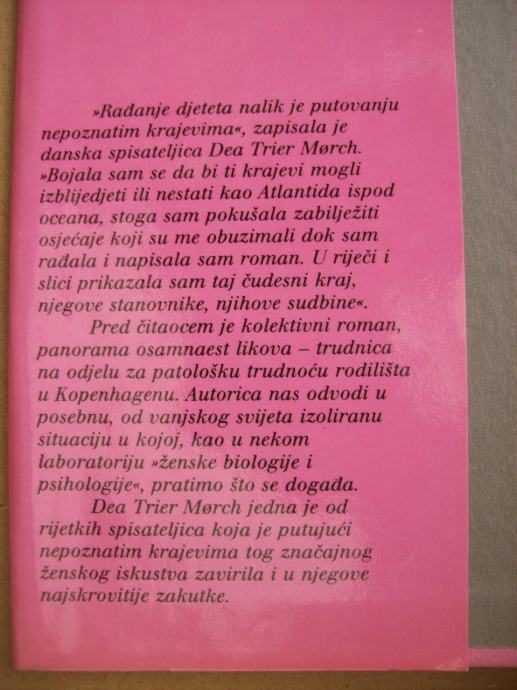 »Rađanje djeteta nalik je putovanju
nepoznatim krajevima«, zapisala je
danska spisateljica Dea Trier Mørch.
»Bojala sam se da bi ti krajevi mogli
izblijedjeti ili nestati kao Atlantida ispod
oceana, stoga sam pokušala zabilježiti
osjećaje koji su me obuzimali dok sam
rađala i napisala sam roman. U riječi i
slici prikazala sam taj čudesni kraj,
njegove stanovnike, njihove sudbine«.
Pred čitaocem je kolektivni roman,
panorama osamnaest likova – trudnica
na odjelu za patološku trudnoću rodilišta
u Kopenhagenu. Autorica nas odvodi u
posebnu, od vanjskog svijeta izoliranu
situaciju u kojoj, kao u nekom
laboratoriju »ženske biologije i
psihologije«, pratimo što se događa.
Dea Trier Mørch jedna je od
rijetkih spisateljica koja je putujući
nepoznatim krajevima tog značajnog
ženskog iskustva zavirila i u njegove
najskrovitije zakutke.